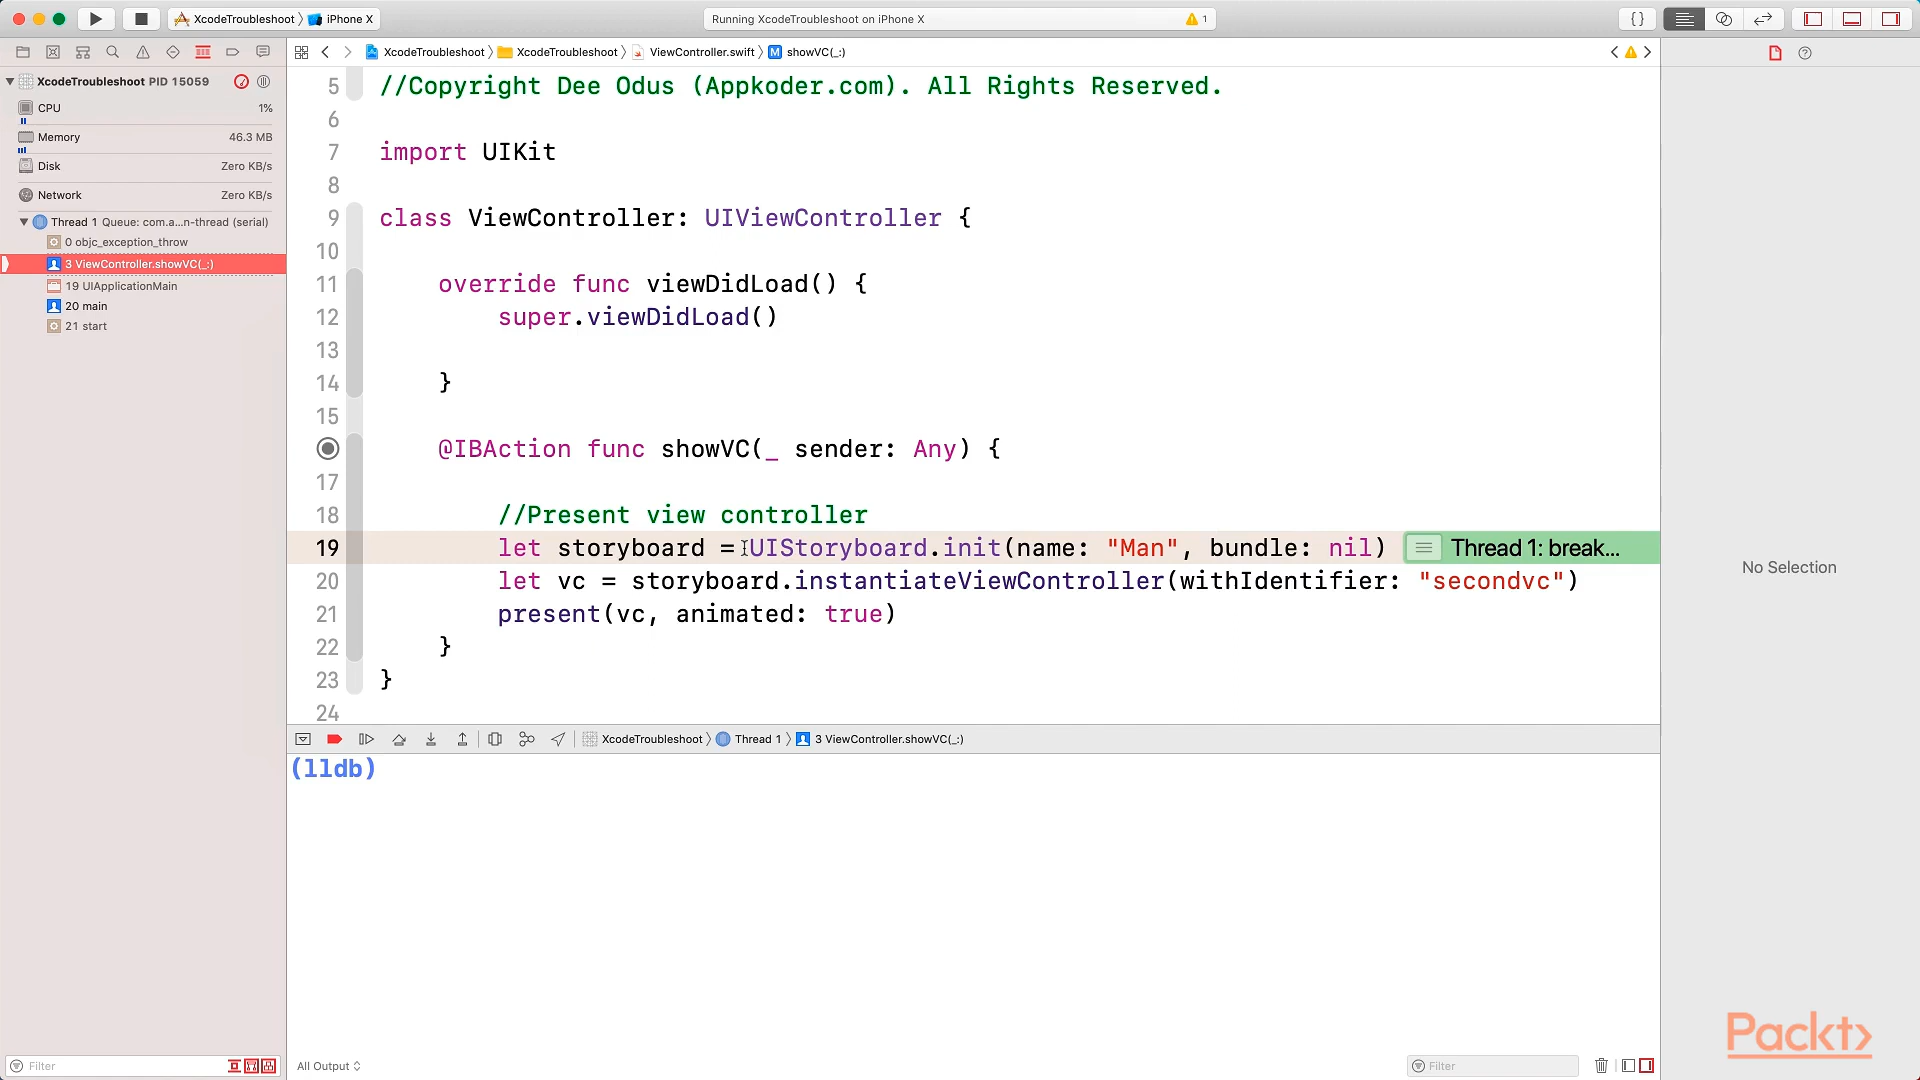 XcodeTroubleshoot 〉 iPhone X
Running XcodeTroubleshoot on iPhone X
1
{ }
XcodeTroubleshoot 〉 XcodeTroubleshoot 〉 ViewController.swift 〉 M showVC(_:)
XcodeTroubleshoot PID 15059
CPU 1%
Memory 46.3 MB
Disk Zero KB/s
Network Zero KB/s
Thread 1 Queue: com.a...n-thread (serial)
0 objc_exception_throw
3 ViewController.showVC(_:)
19 UIApplicationMain
20 main
21 start
5 //Copyright Dee Odus (Appkoder.com). All Rights Reserved.
6
7 import UIKit
8
9 class ViewController: UIViewController {
10
11 override func viewDidLoad() {
12 super.viewDidLoad()
13
14 }
15
@IBAction func showVC(_ sender: Any) {
17
18 //Present view controller
19 let storyboard = UIStoryboard.init(name: "Man", bundle: nil) Thread 1: break...
20 let vc = storyboard.instantiateViewController(withIdentifier: "secondvc")
21 present(vc, animated: true)
22 }
23 }
24
No Selection
XcodeTroubleshoot 〉 Thread 1 〉 3 ViewController.showVC(_:)
(lldb)
Packt>
Filter
All Output
Filter